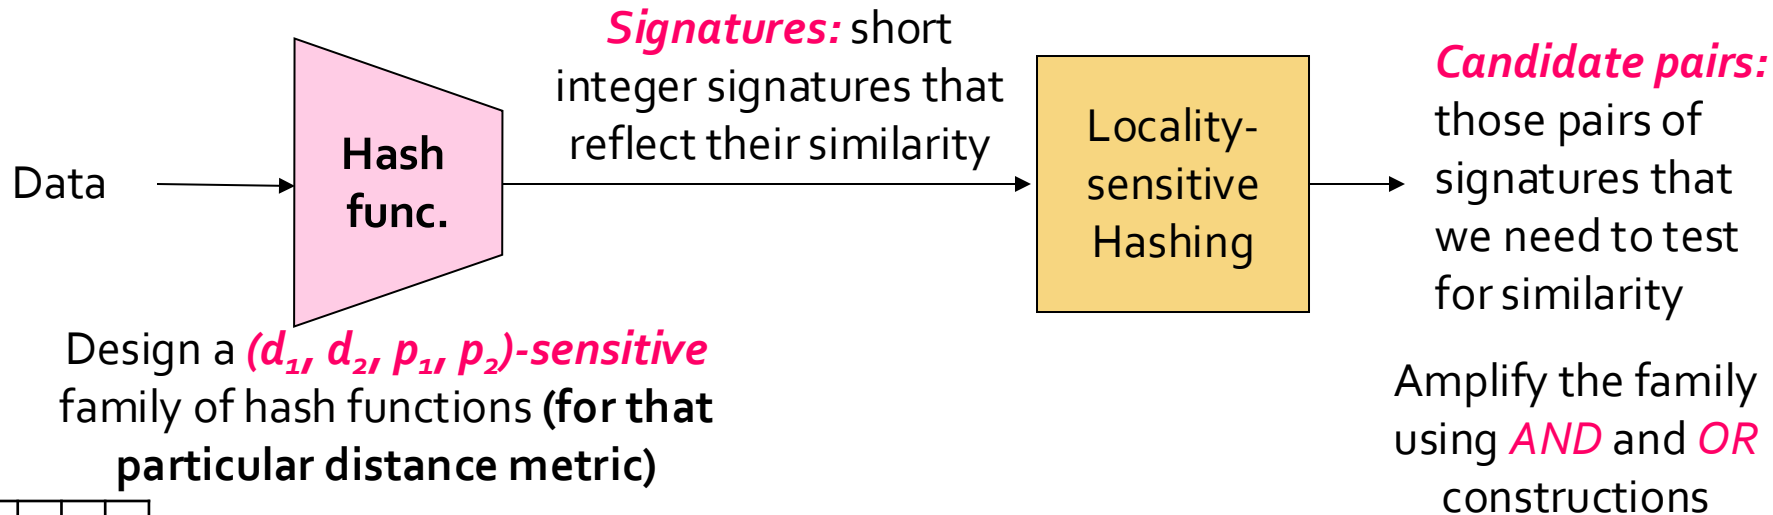 Data
Hash
func.
Signatures: short
integer signatures that
reflect their similarity
Locality-
sensitive
Hashing
Candidate pairs:
those pairs of
signatures that
we need to test
for similarity
Design a (d₁, d₂, p₁, p₂)-sensitive
family of hash functions (for that
particular distance metric)
Amplify the family
using AND and OR
constructions